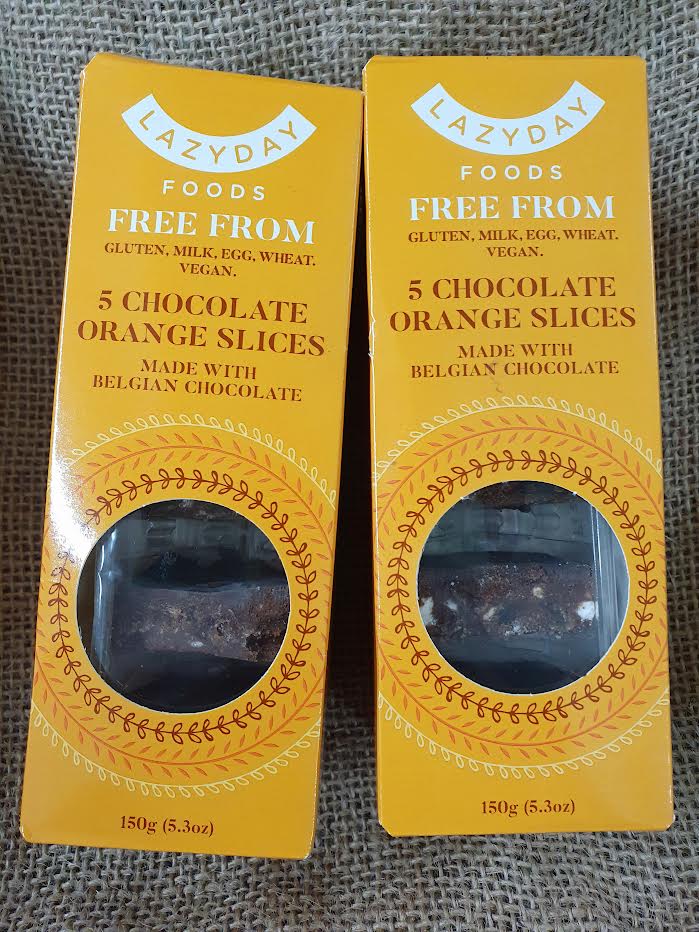 LAZYDAY
FOODS
FREE FROM
GLUTEN, MILK, EGG, WHEAT.
VEGAN.
5 CHOCOLATE
ORANGE SLICES
MADE WITH
BELGIAN CHOCOLATE
150g (5.3oz)
LAZYDAY
FOODS
FREE FROM
GLUTEN, MILK, EGG, WHEAT.
VEGAN.
5 CHOCOLATE
ORANGE SLICES
MADE WITH
BELGIAN CHOCOLATE
150g (5.3oz)